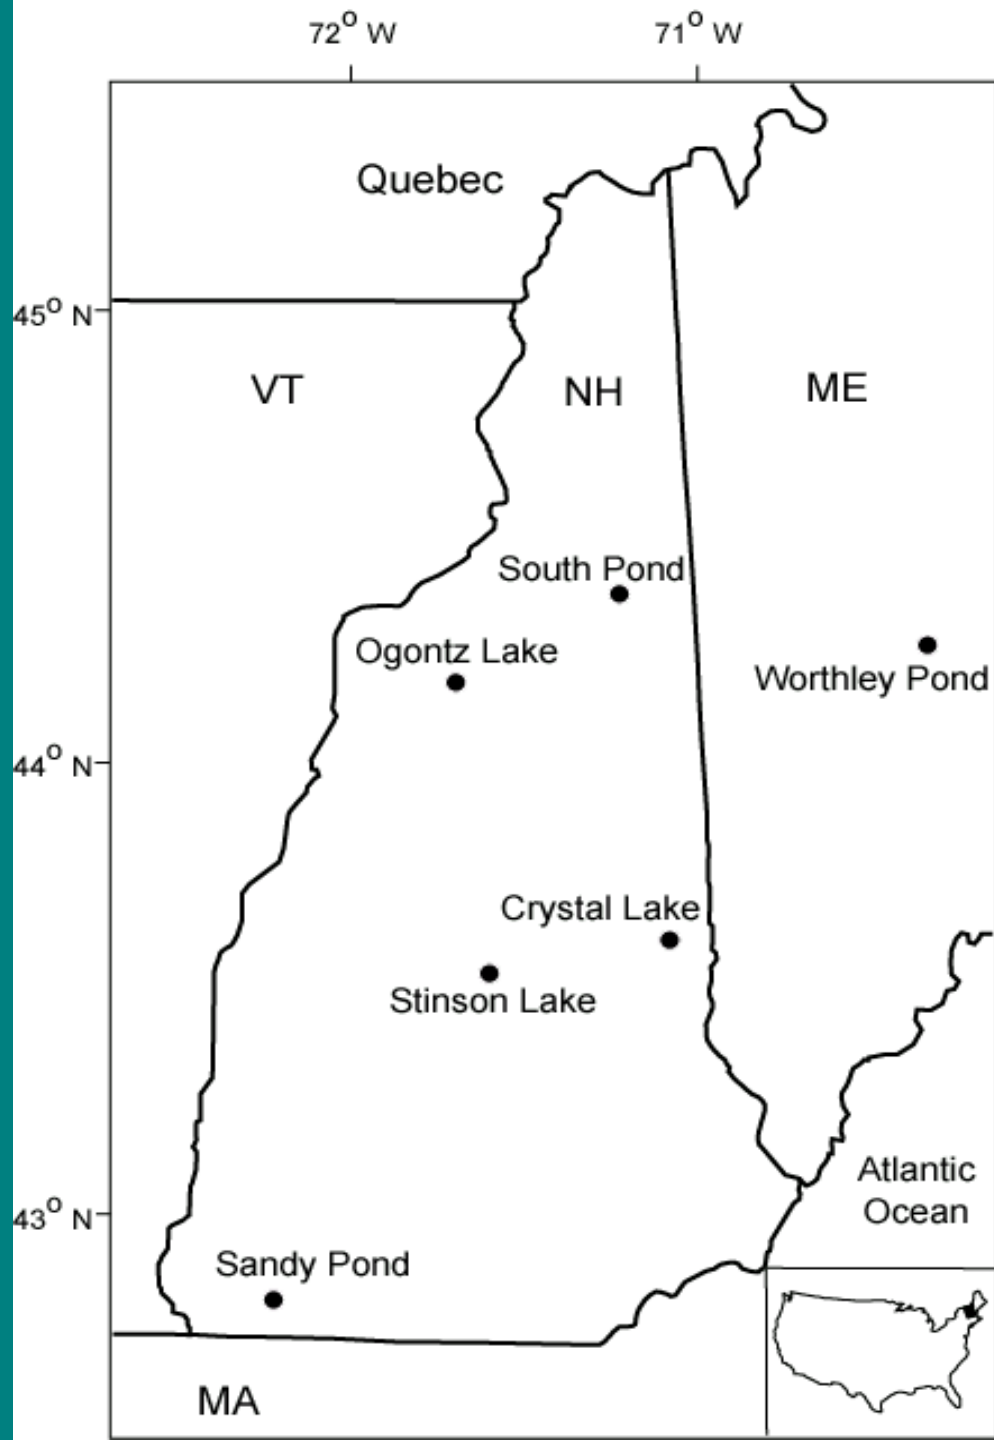 72° W
71° W
Quebec
45° N
VT
NH
ME
South Pond
Ogontz Lake
Worthley Pond
44° N
Crystal Lake
Stinson Lake
Atlantic
Ocean
43° N
Sandy Pond
MA